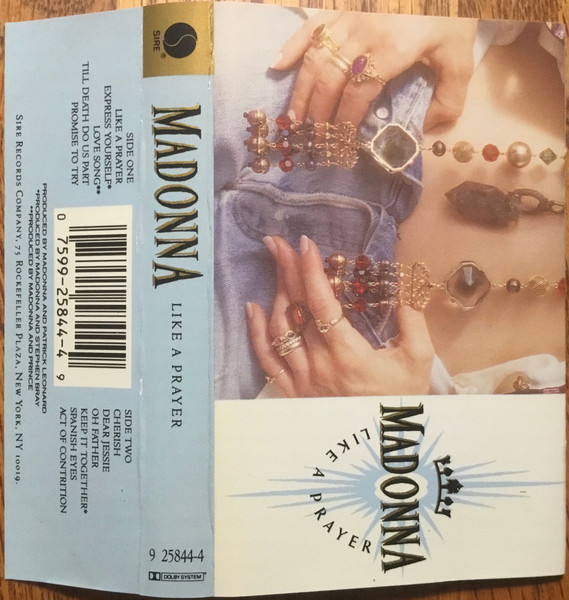 SIDE ONE
LIKE A PRAYER
EXPRESS YOURSELF*
LOVE SONG**
TILL DEATH DO US PART
PROMISE TO TRY
0 7599-25844-4 9
SIDE TWO
CHERISH
DEAR JESSIE
OH FATHER
KEEP IT TOGETHER*
SPANISH EYES
ACT OF CONTRITION
PRODUCED BY MADONNA AND PATRICK LEONARD
*PRODUCED BY MADONNA AND STEPHEN BRAY
**PRODUCED BY MADONNA AND PRINCE
SIRE RECORDS COMPANY, 75 ROCKEFELLER PLAZA, NEW YORK, NY 10019.
SIRE®
MADONNA
LIKE A PRAYER
9 25844-4
DOLBY SYSTEM®
MADONNA
LIKE A PRAYER